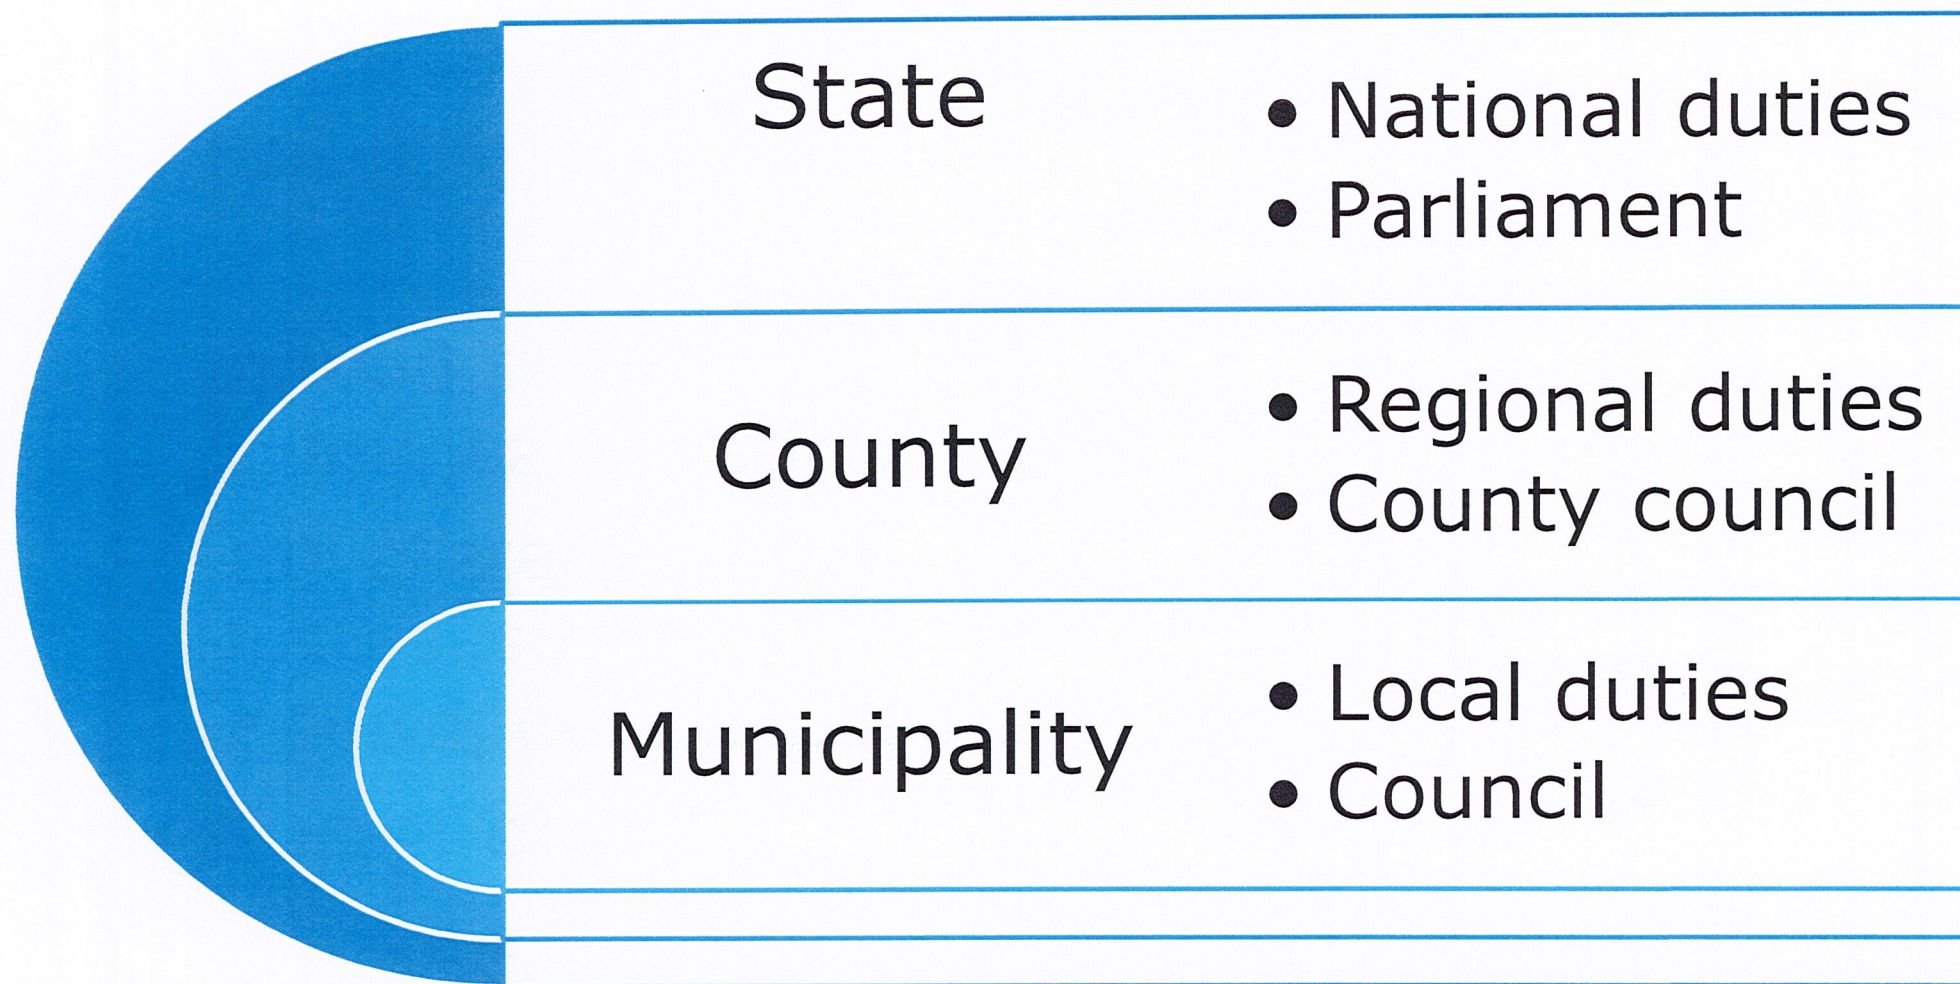 State
• National duties
• Parliament
County
• Regional duties
• County council
Municipality
• Local duties
• Council